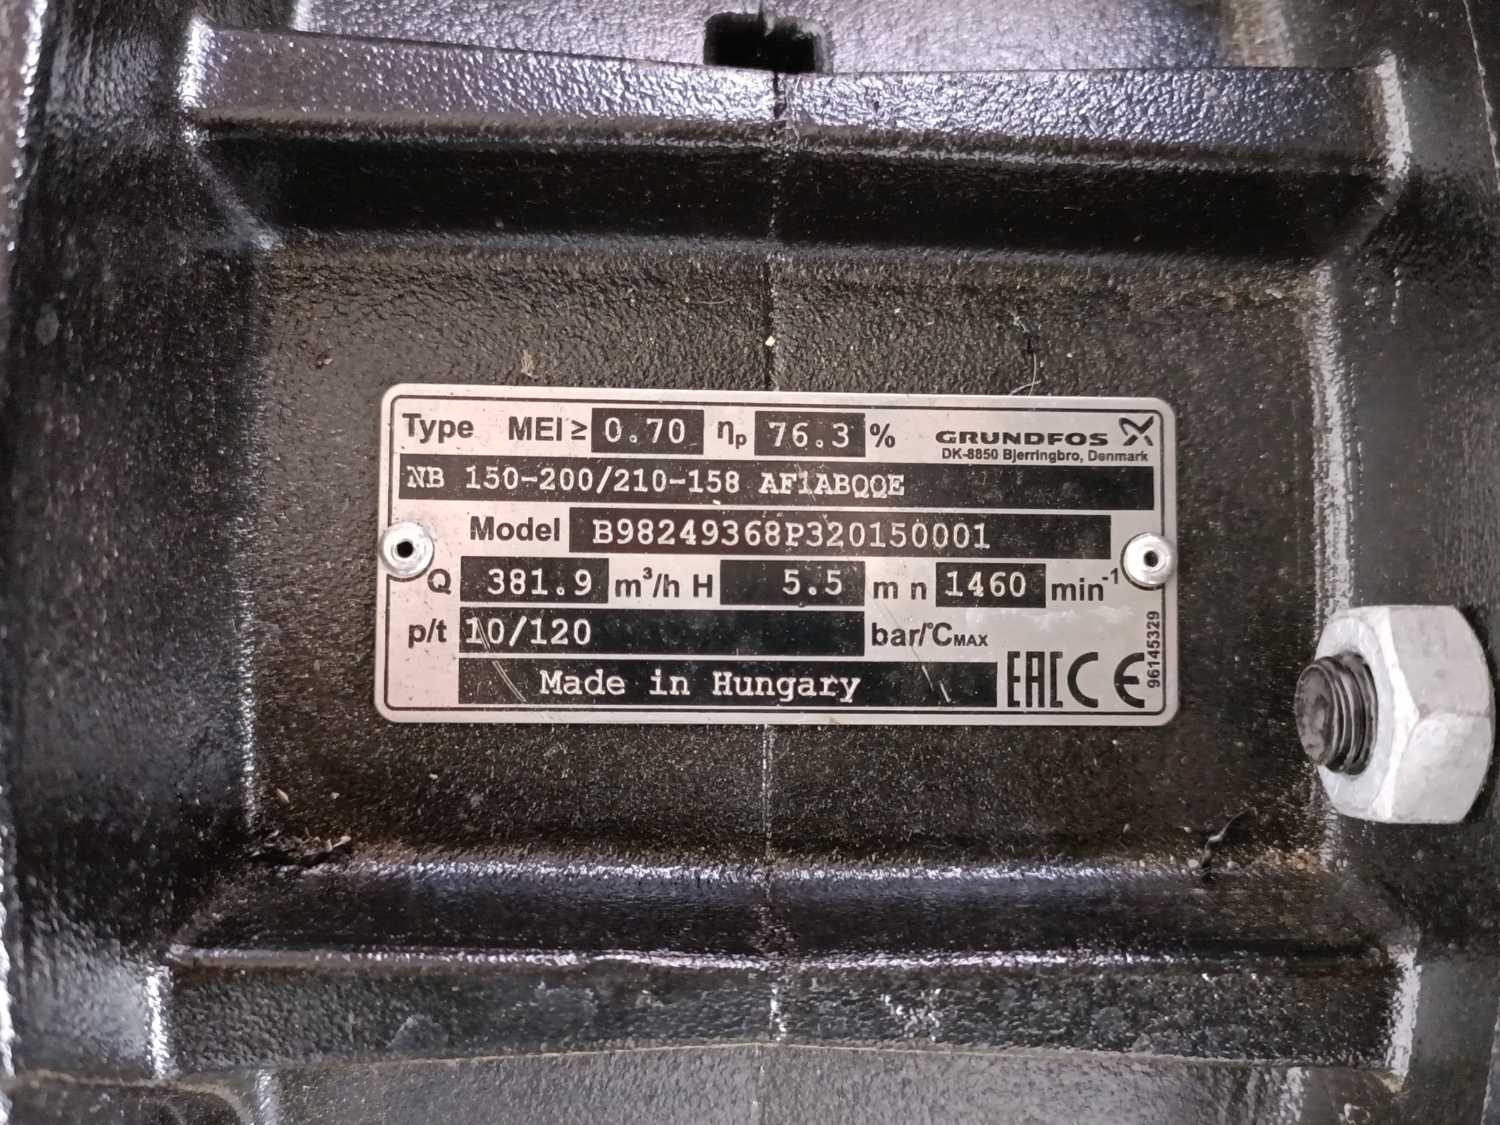 Type MEI ≥ 0.70 ηp 76.3 % GRUNDFOS
DK-8850 Bjerringbro, Denmark
NB 150-200/210-158 AF1ABQQE
Model B98249368P320150001
Q 381.9 m³/h H 5.5 m n 1460 min⁻¹
p/t 10/120 bar/°CMAX
Made in Hungary EAC CE
96145329